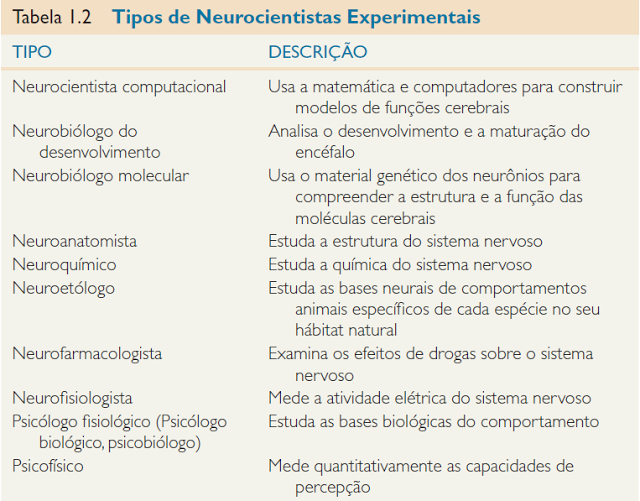 Tabela 1.2 Tipos de Neurocientistas Experimentais
TIPO DESCRIÇÃO
Neurocientista computacional Usa a matemática e computadores para construir
modelos de funções cerebrais
Neurobiólogo do Analisa o desenvolvimento e a maturação do
desenvolvimento encéfalo
Neurobiólogo molecular Usa o material genético dos neurônios para
compreender a estrutura e a função das
moléculas cerebrais
Neuroanatomista Estuda a estrutura do sistema nervoso
Neuroquímico Estuda a química do sistema nervoso
Neuroetólogo Estuda as bases neurais de comportamentos
animais específicos de cada espécie no seu
hábitat natural
Neurofarmacologista Examina os efeitos de drogas sobre o sistema
nervoso
Neurofisiologista Mede a atividade elétrica do sistema nervoso
Psicólogo fisiológico (Psicólogo Estuda as bases biológicas do comportamento
biológico, psicobiólogo)
Psicofísico Mede quantitativamente as capacidades de
percepção